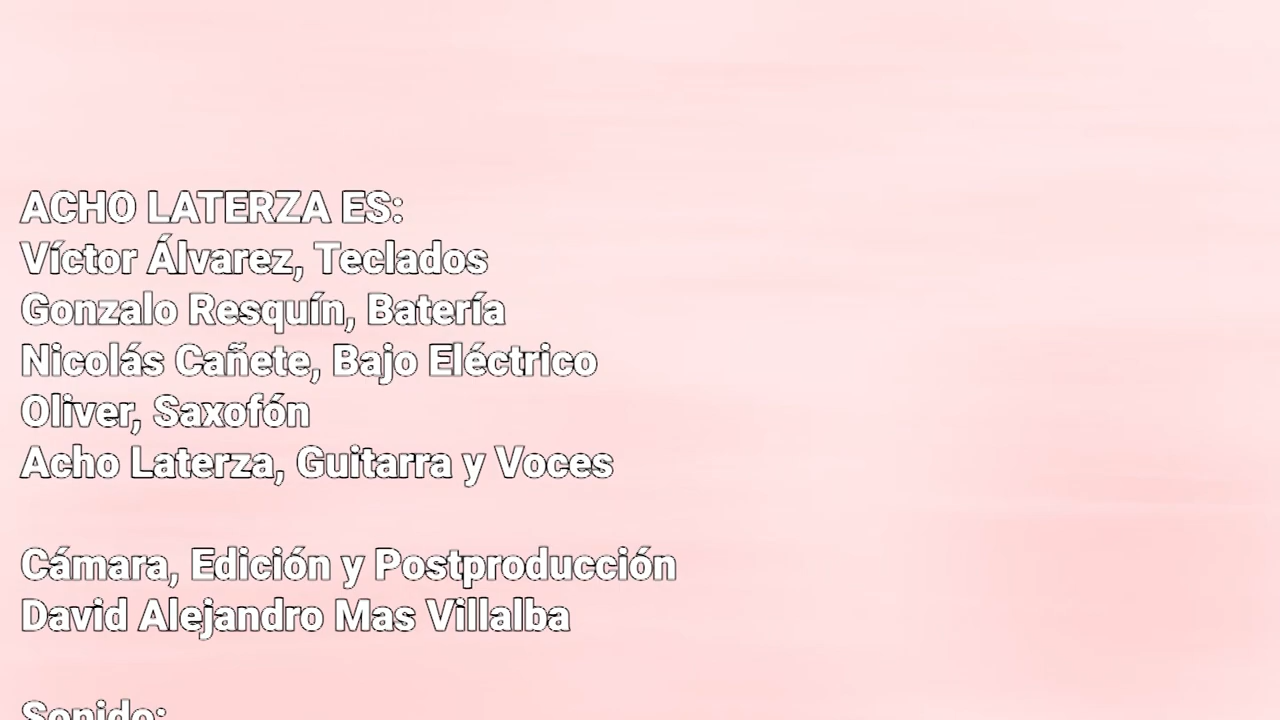 ACHO LATERZA ES:
Víctor Álvarez, Teclados
Gonzalo Resquín, Batería
Nicolás Cañete, Bajo Eléctrico
Oliver, Saxofón
Acho Laterza, Guitarra y Voces
Cámara, Edición y Postproducción
David Alejandro Mas Villalba
Sonido: